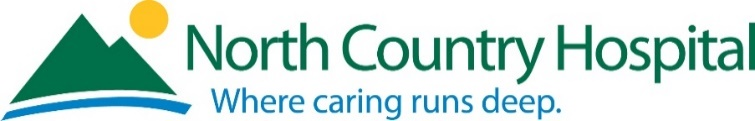 North Country Hospital
Where caring runs deep.